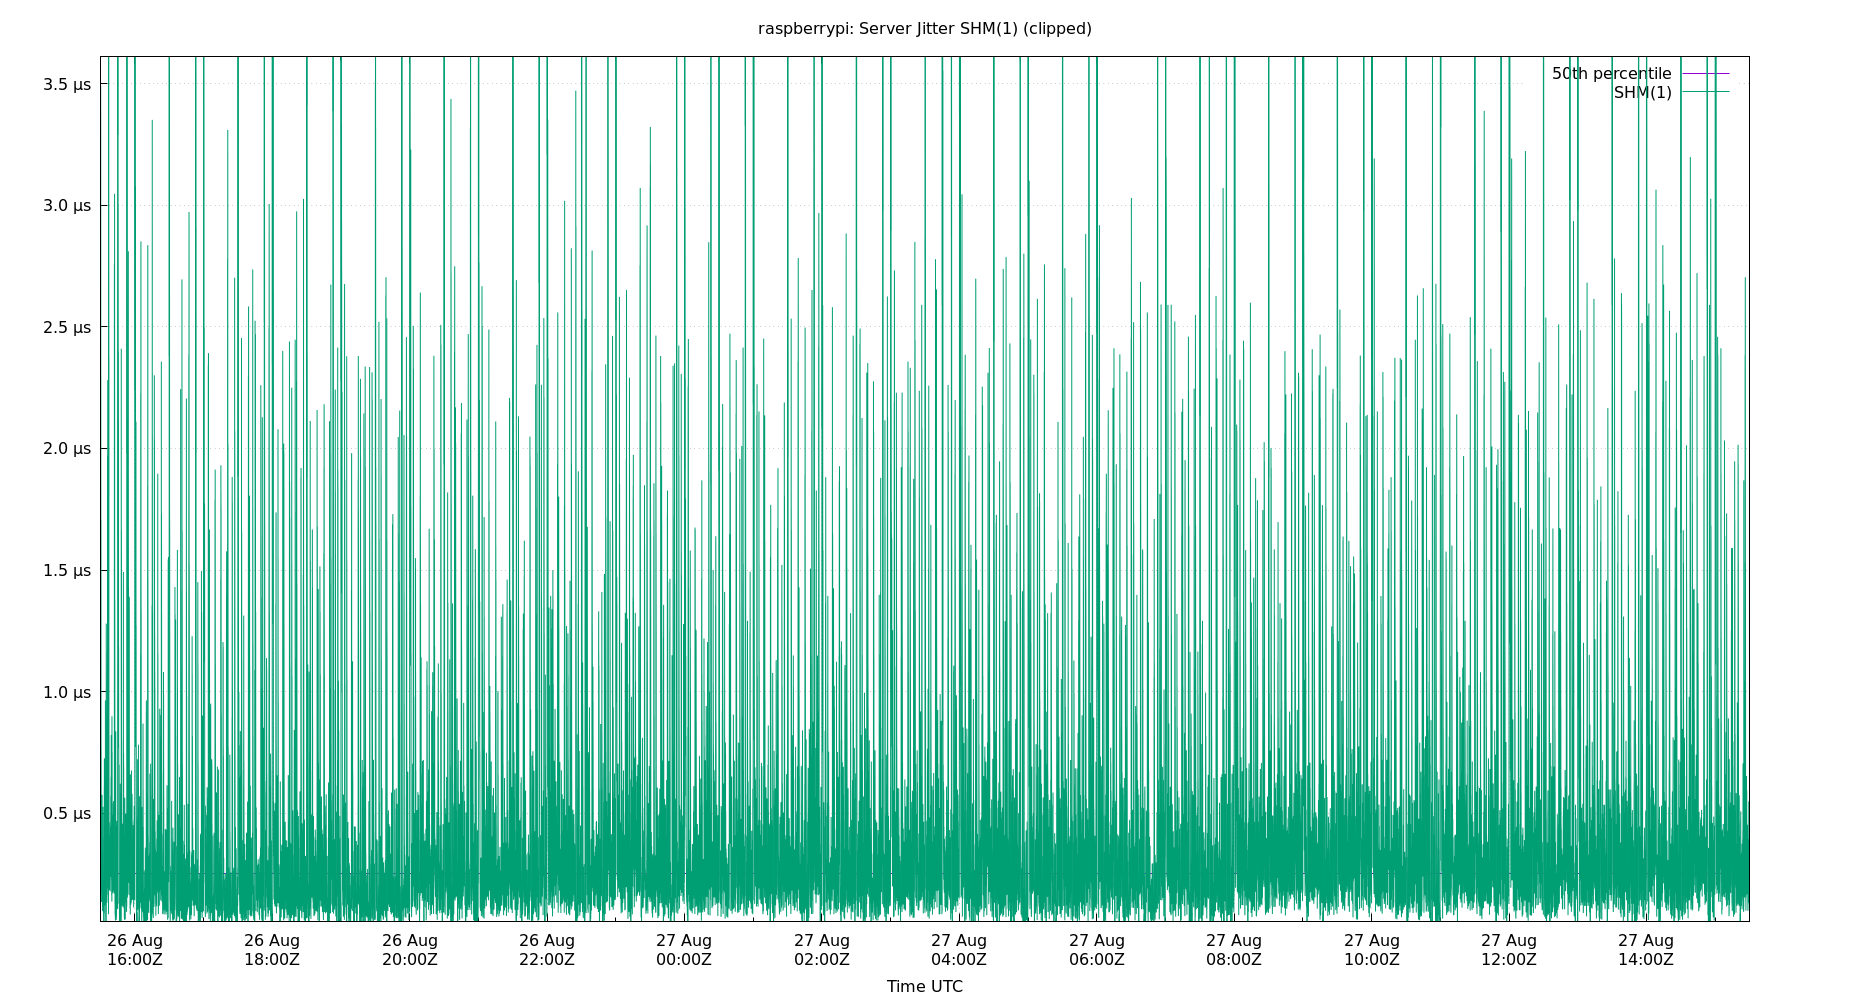 raspberrypi: Server Jitter SHM(1) (clipped)
50th percentile
SHM(1)
3.5 µs
3.0 µs
2.5 µs
2.0 µs
1.5 µs
1.0 µs
0.5 µs
26 Aug 26 Aug 26 Aug 26 Aug 27 Aug 27 Aug 27 Aug 27 Aug 27 Aug 27 Aug 27 Aug 27 Aug
16:00Z 18:00Z 20:00Z 22:00Z 00:00Z 02:00Z 04:00Z 06:00Z 08:00Z 10:00Z 12:00Z 14:00Z
Time UTC